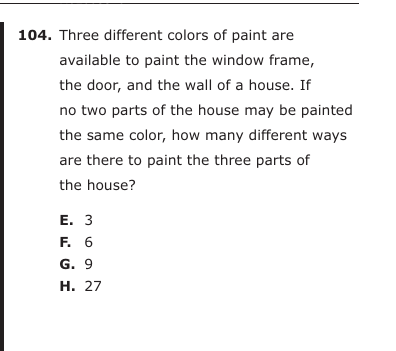 104. Three different colors of paint are
available to paint the window frame,
the door, and the wall of a house. If
no two parts of the house may be painted
the same color, how many different ways
are there to paint the three parts of
the house?
E. 3
F. 6
G. 9
H. 27